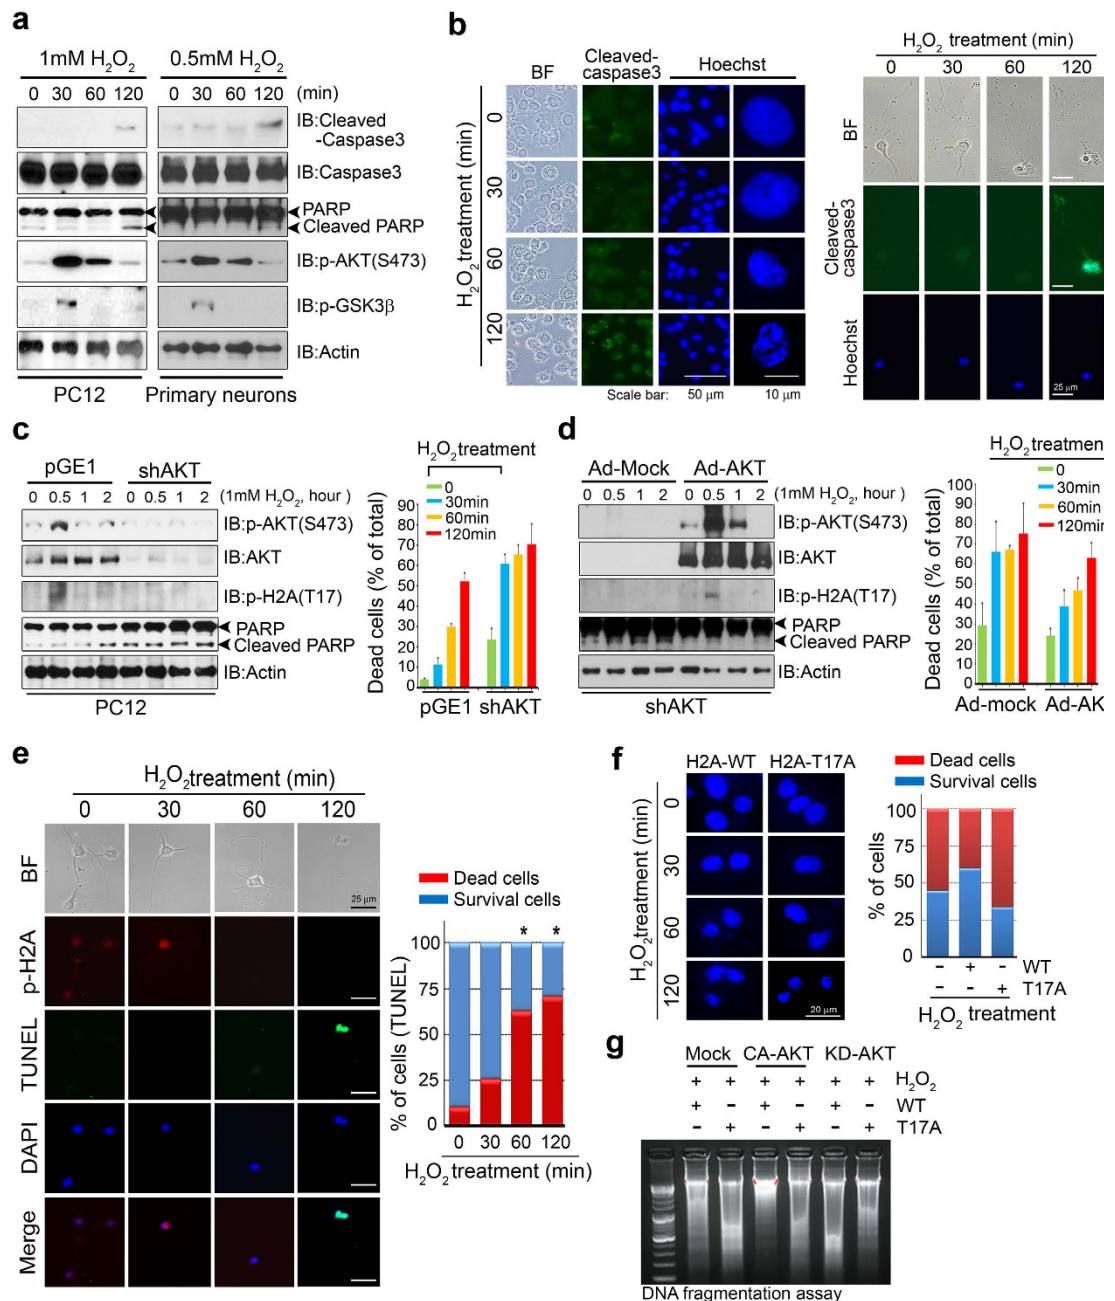 a
1mM H₂O₂ 0.5mM H₂O₂
0 30 60 120 (min) 0 30 60 120
IB:Cleaved
-Caspase3
IB:Caspase3
PARP
Cleaved PARP
IB:p-AKT(S473)
IB:p-GSK3β
IB:Actin
PC12 Primary neurons
b
BF Cleaved-caspase3 Hoechst
H₂O₂ treatment (min)
0
30
60
120
Scale bar: 50 μm 10 μm
H₂O₂ treatment (min)
0 30 60 120
BF
Cleaved-caspase3
Hoechst
25 μm
c
pGE1 shAKT
0 0.5 1 2 0 0.5 1 2 (1mM H₂O₂, hour )
IB:p-AKT(S473)
IB:AKT
IB:p-H2A(T17)
PARP
Cleaved PARP
IB:Actin
PC12
H₂O₂treatment
0
30min
60min
120min
Dead cells (% of total)
90
80
70
60
50
40
30
20
10
0
pGE1 shAKT
d
Ad-Mock Ad-AKT
0 0.5 1 2 0 0.5 1 2 (1mM H₂O₂, hour )
IB:p-AKT(S473)
IB:AKT
IB:p-H2A(T17)
PARP
Cleaved PARP
IB:Actin
shAKT
H₂O₂treatmen
0
30min
60min
120min
Dead cells (% of total)
100
90
80
70
60
50
40
30
20
10
0
Ad-mock Ad-AK
e
H₂O₂treatment (min)
0 30 60 120
BF
25 μm
p-H2A
TUNEL
DAPI
Merge
Dead cells
Survival cells
% of cells (TUNEL)
100
75
50
25
0
* *
0 30 60 120
H₂O₂treatment (min)
f
H2A-WT H2A-T17A
H₂O₂treatment (min)
0
30
60
120
20 μm
Dead cells
Survival cells
% of cells
100
75
50
25
0
– + – WT
– – + T17A
H₂O₂ treatment
g
Mock CA-AKT KD-AKT
+ + + + + + H₂O₂
+ – + – + – WT
– + – + – + T17A
DNA fragmentation assay